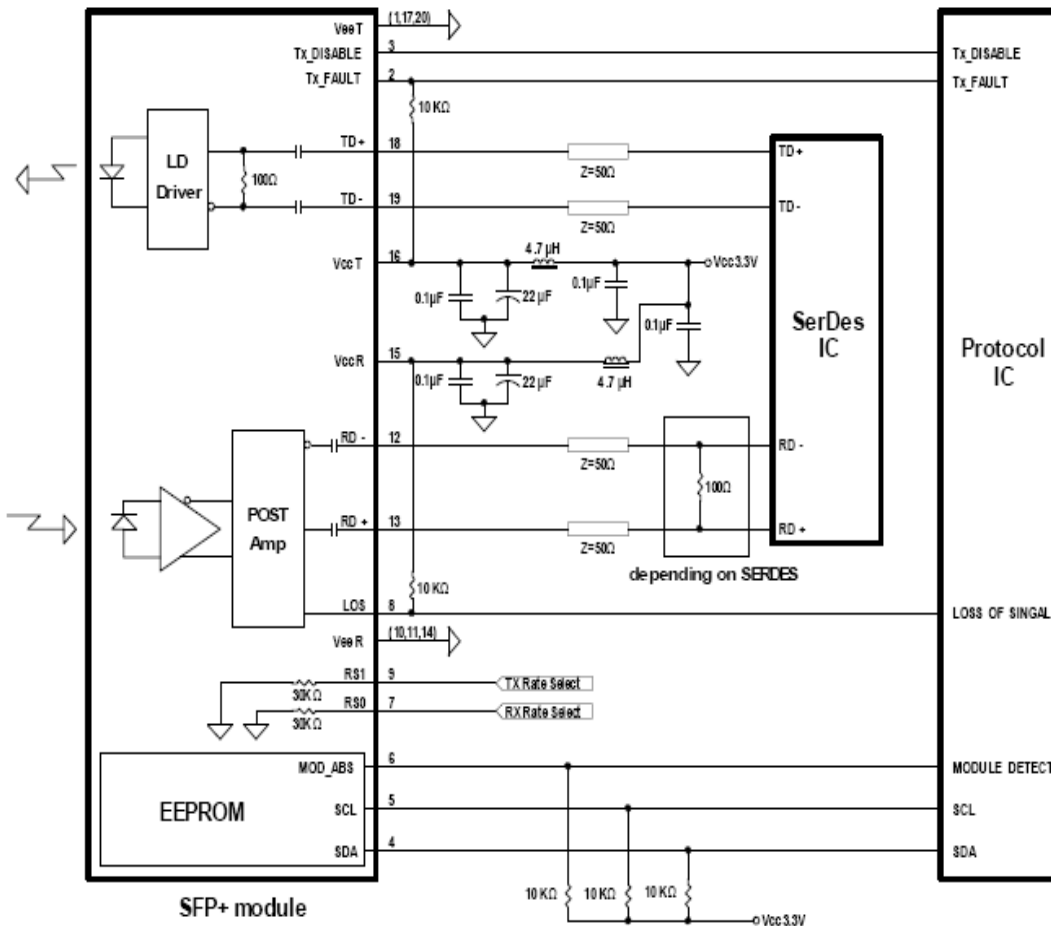 VeeT
(1,17,20)
Tx_DISABLE
3
Tx_DISABLE
Tx_FAULT
2
Tx_FAULT
10 KΩ
LD
Driver
100Ω
TD+
18
Z=50Ω
TD+
TD-
19
Z=50Ω
TD-
VccT
16
4.7 µH
Vcc3.3V
0.1µF
22 µF
0.1µF
0.1µF
SerDes
IC
Protocol
IC
VccR
15
0.1µF
22 µF
4.7 µH
POST
Amp
RD -
12
Z=50Ω
RD -
100Ω
RD +
13
Z=50Ω
RD +
depending on SERDES
10 KΩ
LOS
8
LOSS OF SINGAL
VeeR
(10,11,14)
RS1
9
TX Rate Select
30KΩ
RS0
7
RX Rate Select
30KΩ
EEPROM
MOD_ABS
6
MODULE DETECT
SCL
5
SCL
SDA
4
SDA
10 KΩ
10 KΩ
10 KΩ
Vcc3.3V
SFP+ module